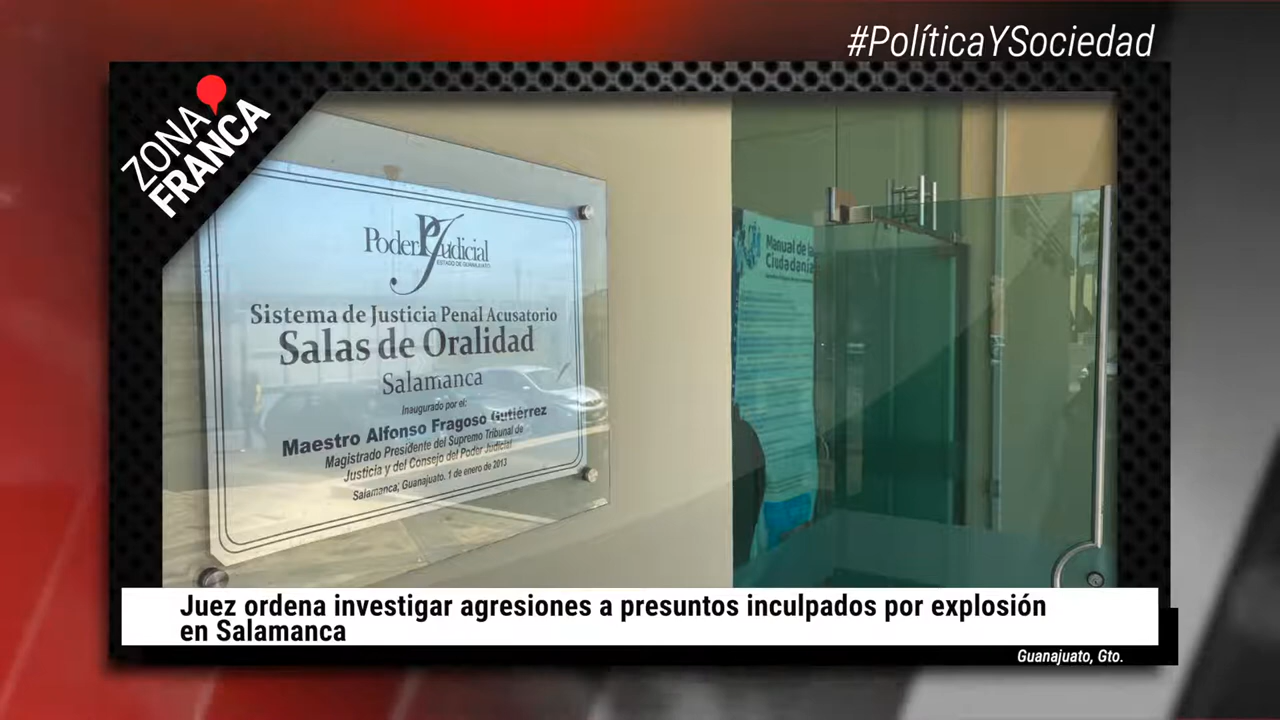 #PolíticaYSociedad
ZONA
FRANCA
Poder Judicial
ESTADO DE GUANAJUATO
Sistema de Justicia Penal Acusatorio
Salas de Oralidad
Salamanca
Inaugurado por el:
Maestro Alfonso Fragoso Gutiérrez
Magistrado Presidente del Supremo Tribunal de
Justicia y del Consejo del Poder Judicial
Salamanca, Guanajuato. 1 de enero de 2013
Manual de la
Ciudadanía
Juez ordena investigar agresiones a presuntos inculpados por explosión
en Salamanca
Guanajuato, Gto.